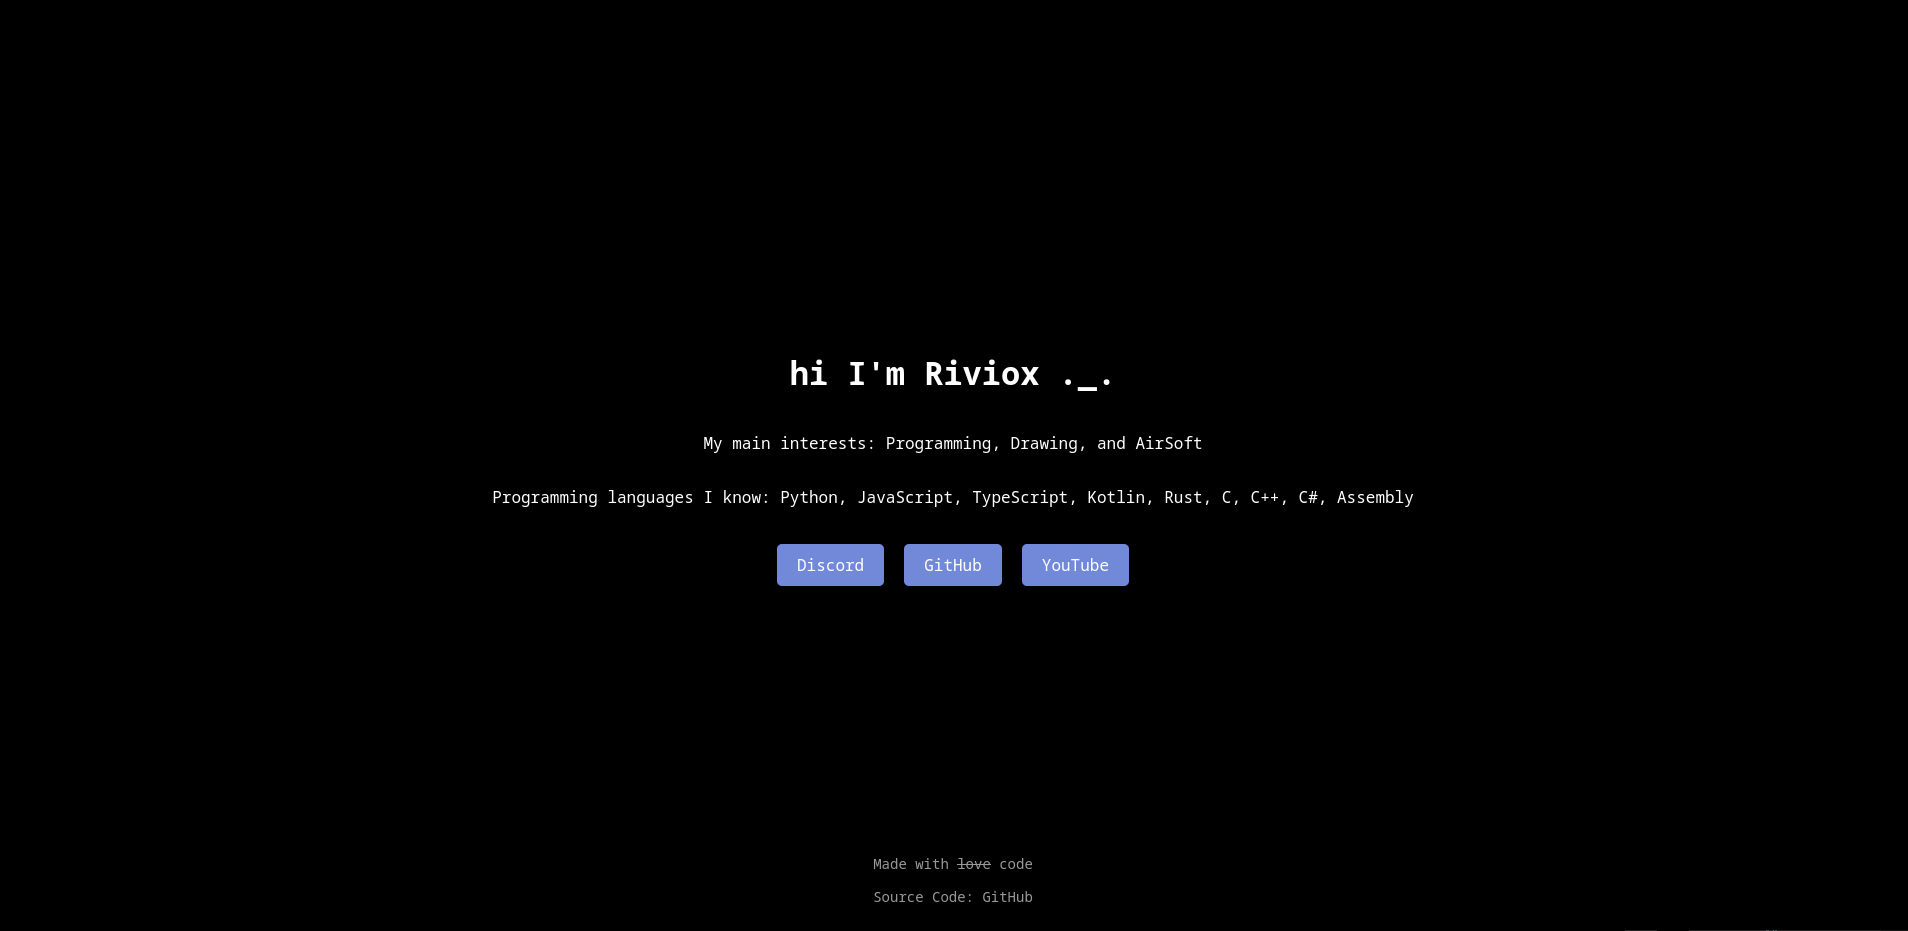 hi I'm Riviox ._.
My main interests: Programming, Drawing, and AirSoft
Programming languages I know: Python, JavaScript, TypeScript, Kotlin, Rust, C, C++, C#, Assembly
Discord GitHub YouTube
Made with love code
Source Code: GitHub